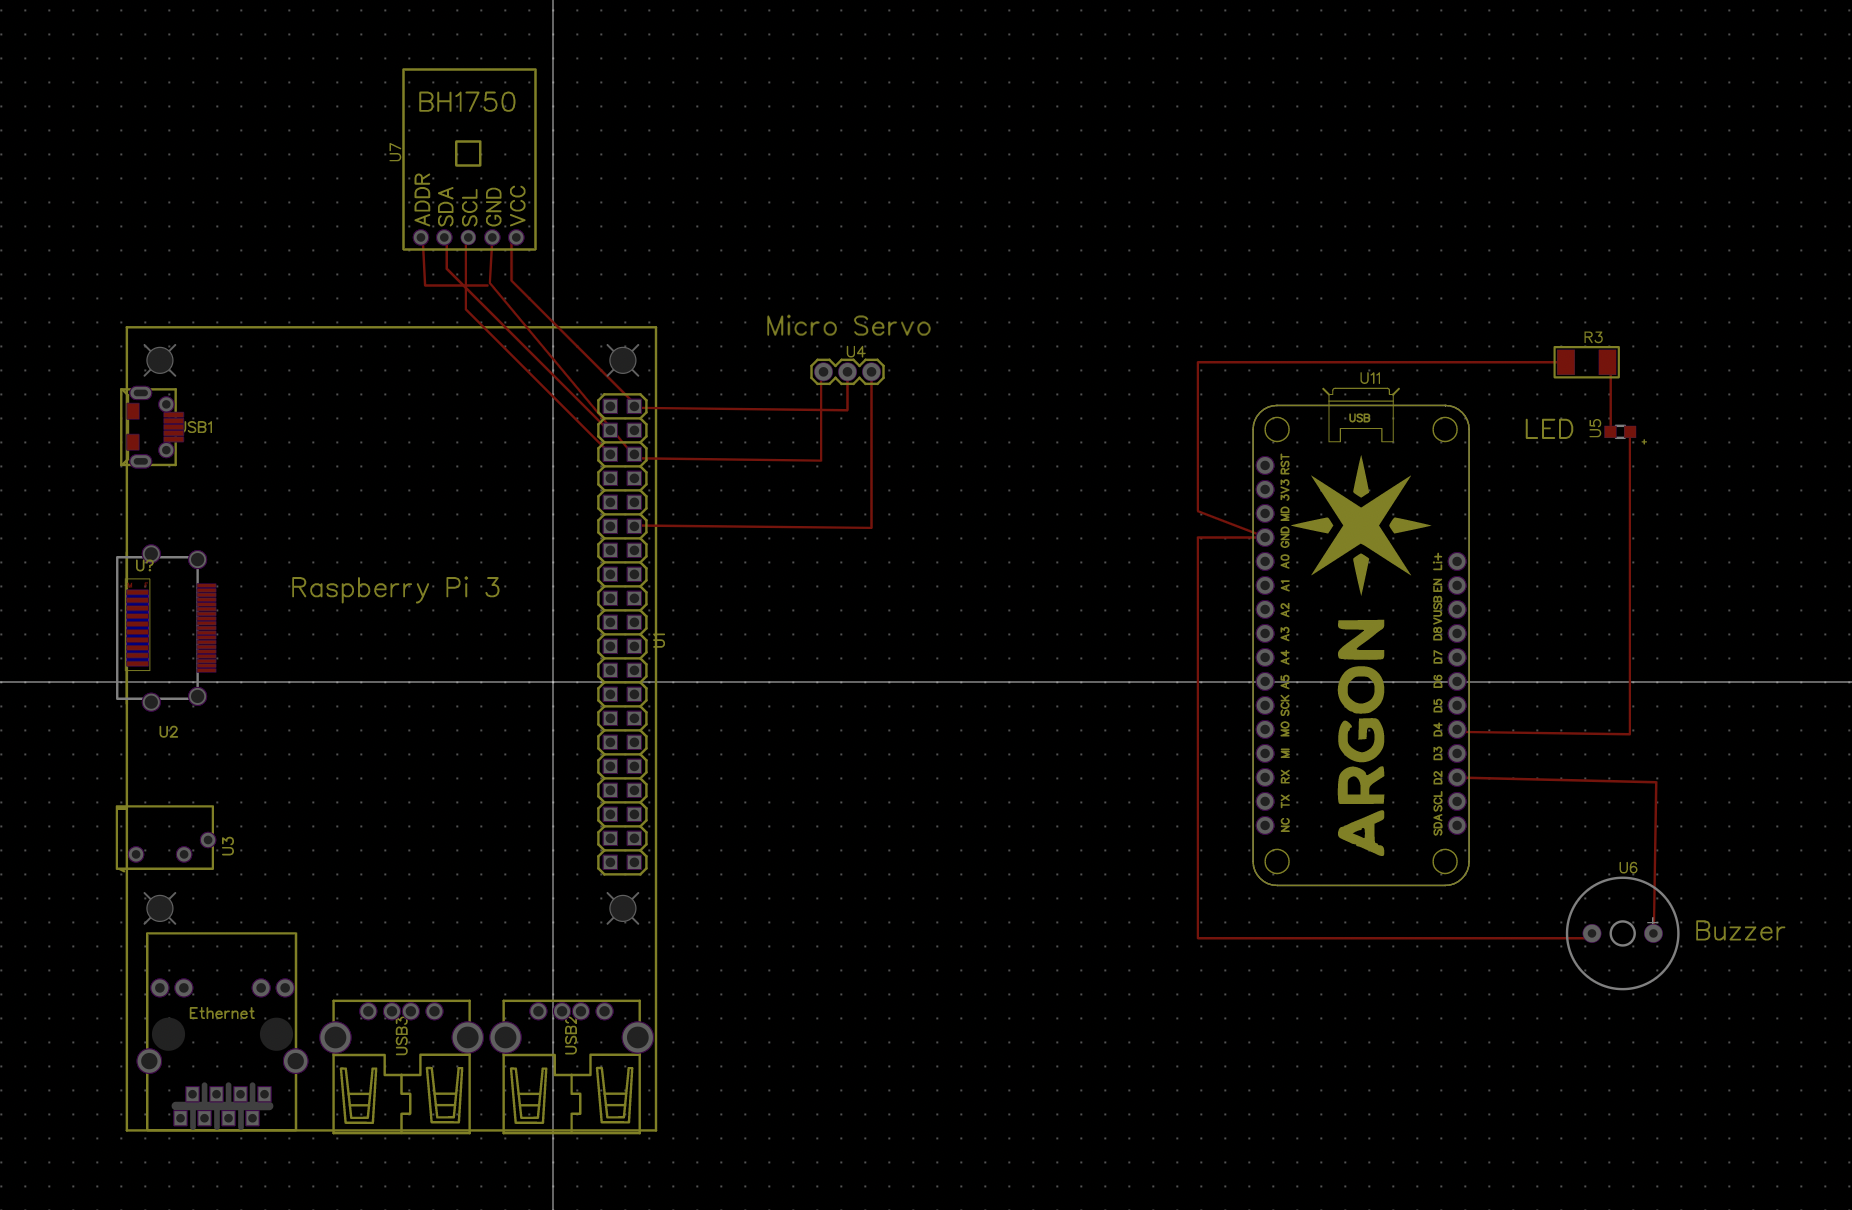 BH1750
U7
ADDR
SDA
SCL
GND
VCC
Micro Servo
U4
USB1
U?
Raspberry Pi 3
U1
U2
U3
Ethernet
USB3
USB2
R3
U11
USB
LED
U5
+
RST
3V3
MD
GND
A0
A1
A2
A3
A4
A5
SCK
MO
MI
RX
TX
NC
Li+
EN
VUSB
D8
D7
D6
D5
D4
D3
D2
SCL
SDA
ARGON
U6
+
Buzzer